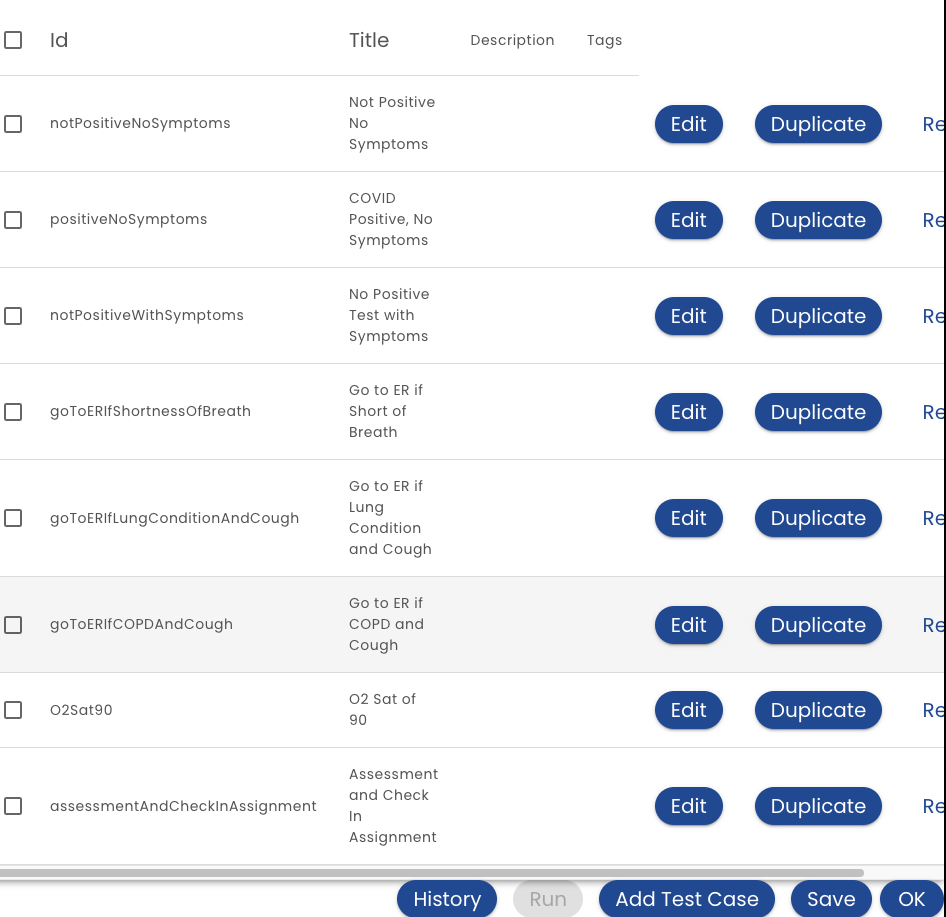 Id Title Description Tags
Not Positive
notPositiveNoSymptoms No Edit Duplicate Re
Symptoms
COVID
positiveNoSymptoms Positive, No Edit Duplicate Re
Symptoms
No Positive
notPositiveWithSymptoms Test with Edit Duplicate Re
Symptoms
Go to ER if
goToERIfShortnessOfBreath Short of Edit Duplicate Re
Breath
Go to ER if
Lung
goToERIfLungConditionAndCough Edit Duplicate Re
Condition
and Cough
Go to ER if
goToERIfCOPDAndCough COPD and Edit Duplicate Re
Cough
O2 Sat of
O2Sat90 Edit Duplicate Re
90
Assessment
and Check
assessmentAndCheckInAssignment Edit Duplicate Re
In
Assignment
History Run Add Test Case Save OK